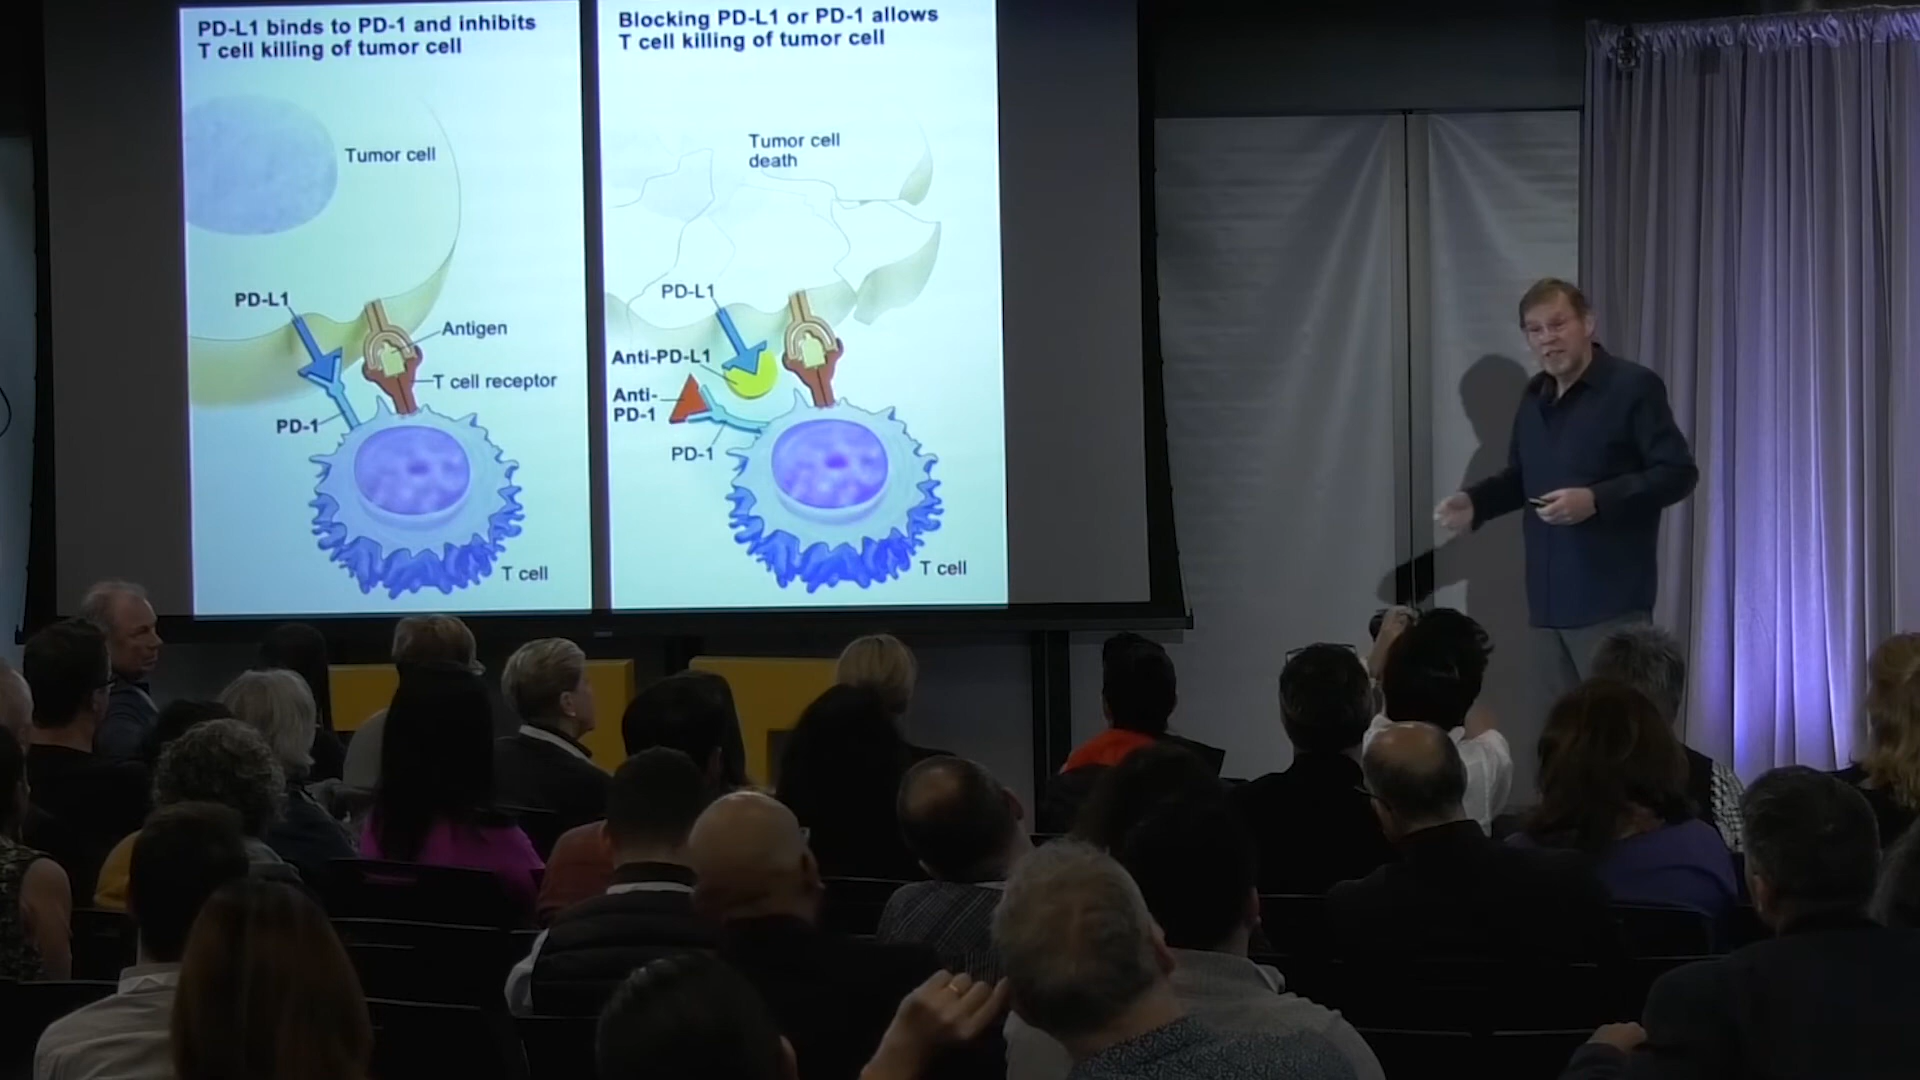 PD-L1 binds to PD-1 and inhibits
T cell killing of tumor cell
Tumor cell
PD-L1
Antigen
T cell receptor
PD-1
T cell
Blocking PD-L1 or PD-1 allows
T cell killing of tumor cell
Tumor cell
death
PD-L1
Anti-PD-L1
Anti-
PD-1
PD-1
T cell